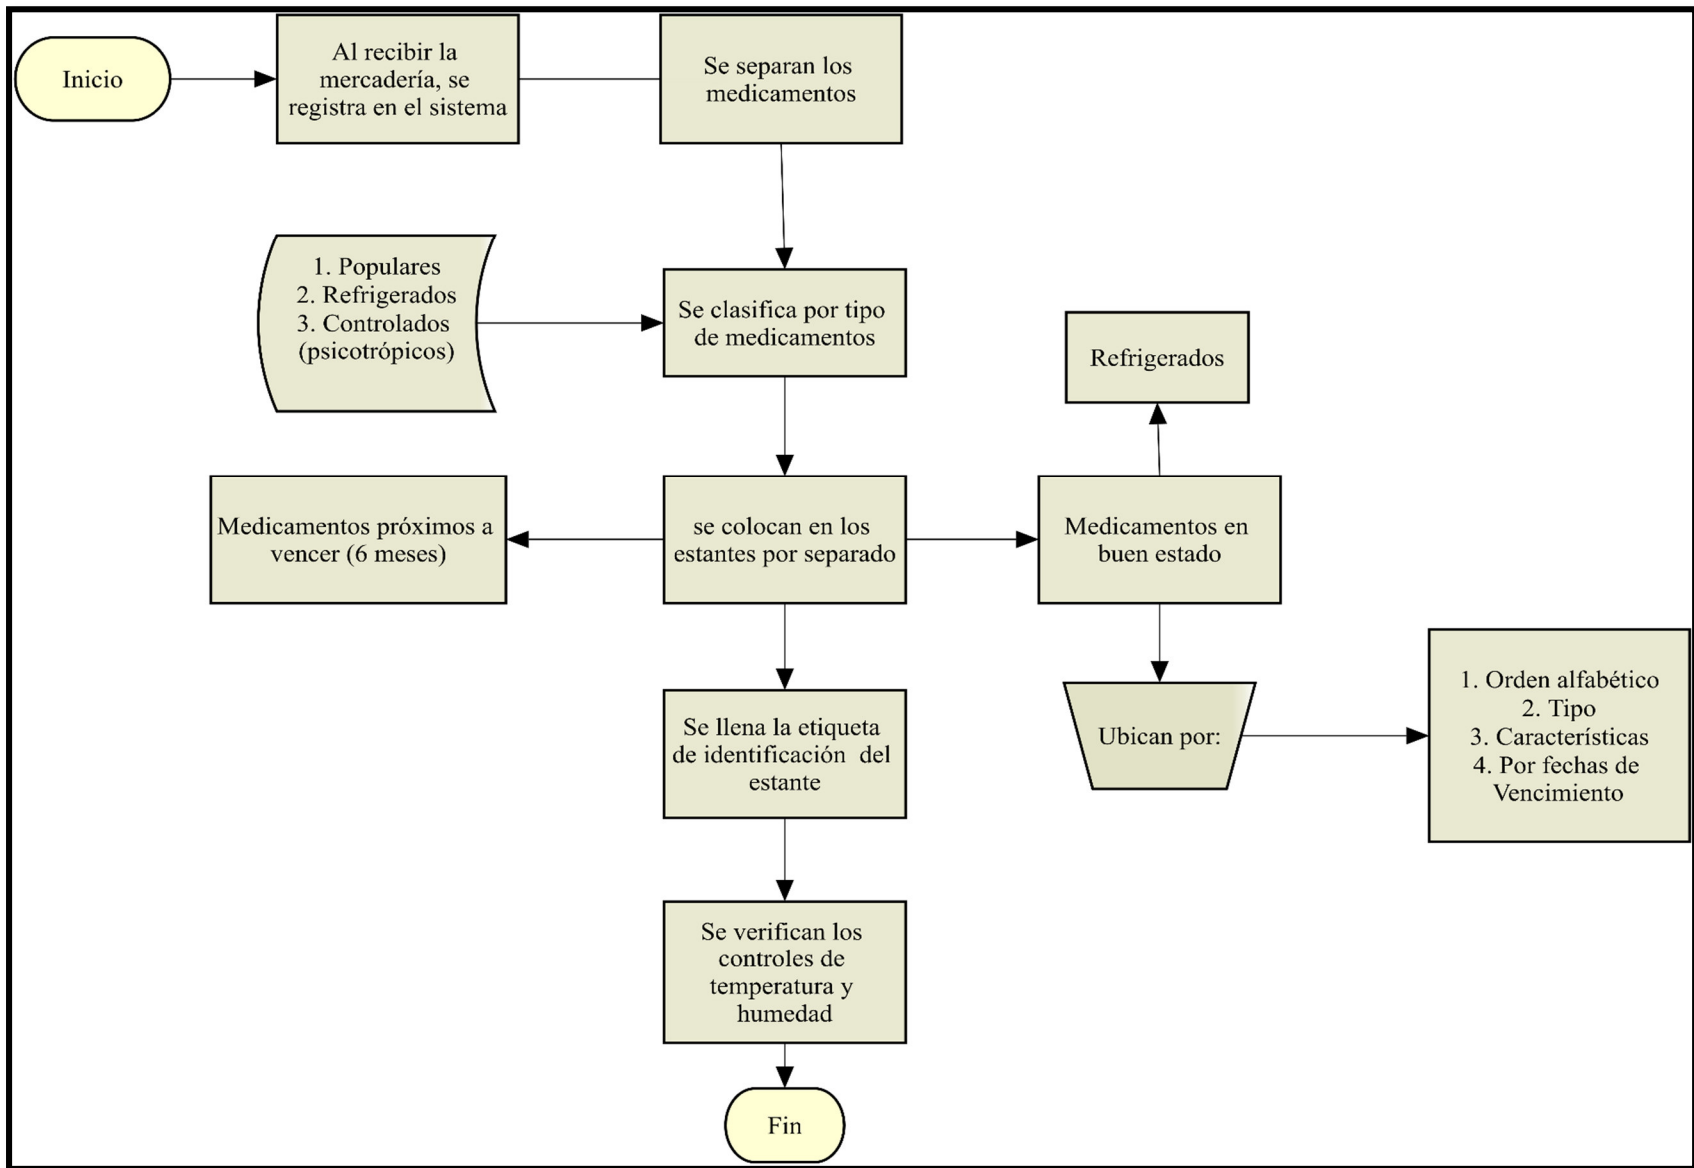 Inicio
Al recibir la
mercadería, se
registra en el sistema
Se separan los
medicamentos
1. Populares
2. Refrigerados
3. Controlados
(psicotrópicos)
Se clasifica por tipo
de medicamentos
Refrigerados
Medicamentos próximos a
vencer (6 meses)
se colocan en los
estantes por separado
Medicamentos en
buen estado
Se llena la etiqueta
de identificación  del
estante
Ubican por:
1. Orden alfabético
2. Tipo
3. Características
4. Por fechas de
Vencimiento
Se verifican los
controles de
temperatura y
humedad
Fin